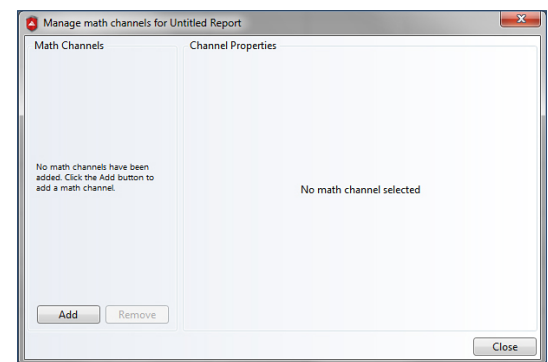 Manage math channels for Untitled Report
Math Channels
Channel Properties
No math channels have been
added. Click the Add button to
add a math channel.
No math channel selected
Add
Remove
Close